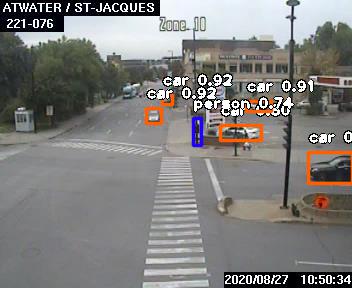 ATWATER / ST-JACQUES
221-076
Zone 10
car 0.92
car 0.91
car 0.92
person 0.74
car 0.80
car 0
2020/08/27 10:50:34